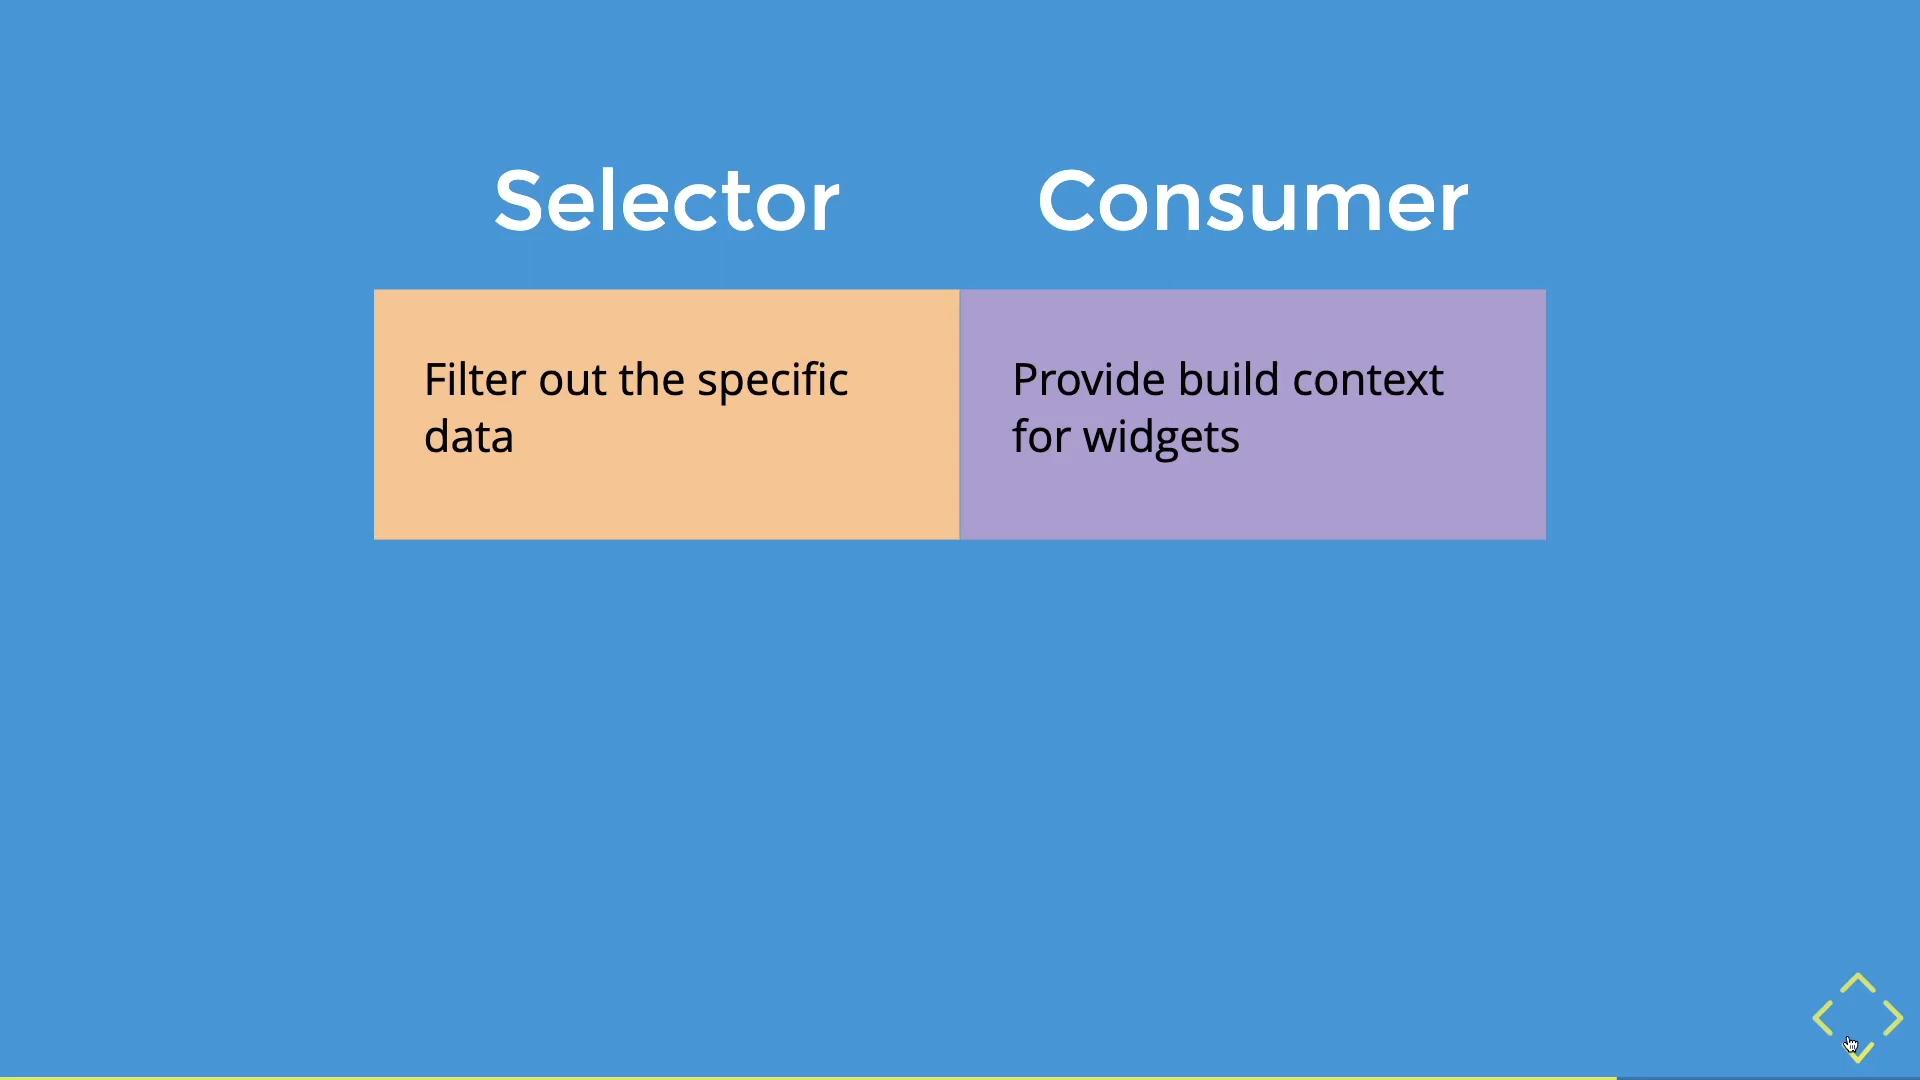 Selector
Consumer
Filter out the specific
data
Provide build context
for widgets